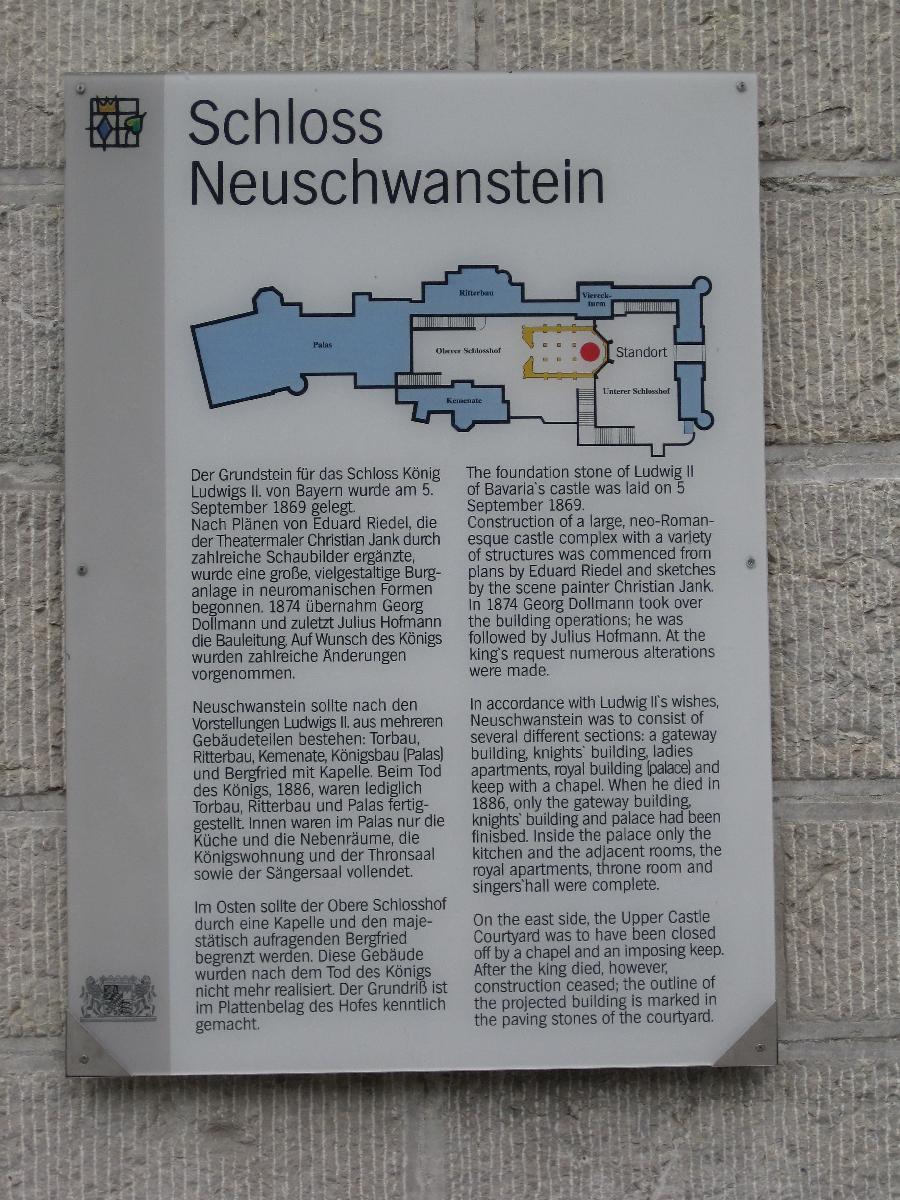 Schloss
Neuschwanstein
Ritterbau
Viereck-
turm
Palas
Oberer Schlosshof
Standort
Kemenate
Unterer Schlosshof
Der Grundstein für das Schloss König
Ludwigs II. von Bayern wurde am 5.
September 1869 gelegt.
Nach Plänen von Eduard Riedel, die
der Theatermaler Christian Jank durch
zahlreiche Schaubilder ergänzte,
wurde eine große, vielgestaltige Burg-
anlage in neuromanischen Formen
begonnen. 1874 übernahm Georg
Dollmann und zuletzt Julius Hofmann
die Bauleitung. Auf Wunsch des Königs
wurden zahlreiche Änderungen
vorgenommen.
Neuschwanstein sollte nach den
Vorstellungen Ludwigs II. aus mehreren
Gebäudeteilen bestehen: Torbau,
Ritterbau, Kemenate, Königsbau (Palas)
und Bergfried mit Kapelle. Beim Tod
des Königs, 1886, waren lediglich
Torbau, Ritterbau und Palas fertig-
gestellt. Innen waren im Palas nur die
Küche und die Nebenräume, die
Königswohnung und der Thronsaal
sowie der Sängersaal vollendet.
Im Osten sollte der Obere Schlosshof
durch eine Kapelle und den maje-
stätisch aufragenden Bergfried
begrenzt werden. Diese Gebäude
wurden nach dem Tod des Königs
nicht mehr realisiert. Der Grundriß ist
im Plattenbelag des Hofes kenntlich
gemacht.
The foundation stone of Ludwig II
of Bavaria`s castle was laid on 5
September 1869.
Construction of a large, neo-Roman-
esque castle complex with a variety
of structures was commenced from
plans by Eduard Riedel and sketches
by the scene painter Christian Jank.
In 1874 Georg Dollmann took over
the building operations; he was
followed by Julius Hofmann. At the
king`s request numerous alterations
were made.
In accordance with Ludwig II`s wishes,
Neuschwanstein was to consist of
several different sections: a gateway
building, knights` building, ladies
apartments, royal building (palace) and
keep with a chapel. When he died in
1886, only the gateway building,
knights` building and palace had been
finisbed. Inside the palace only the
kitchen and the adjacent rooms, the
royal apartments, throne room and
singers`hall were complete.
On the east side, the Upper Castle
Courtyard was to have been closed
off by a chapel and an imposing keep.
After the king died, however,
construction ceased; the outline of
the projected building is marked in
the paving stones of the courtyard.